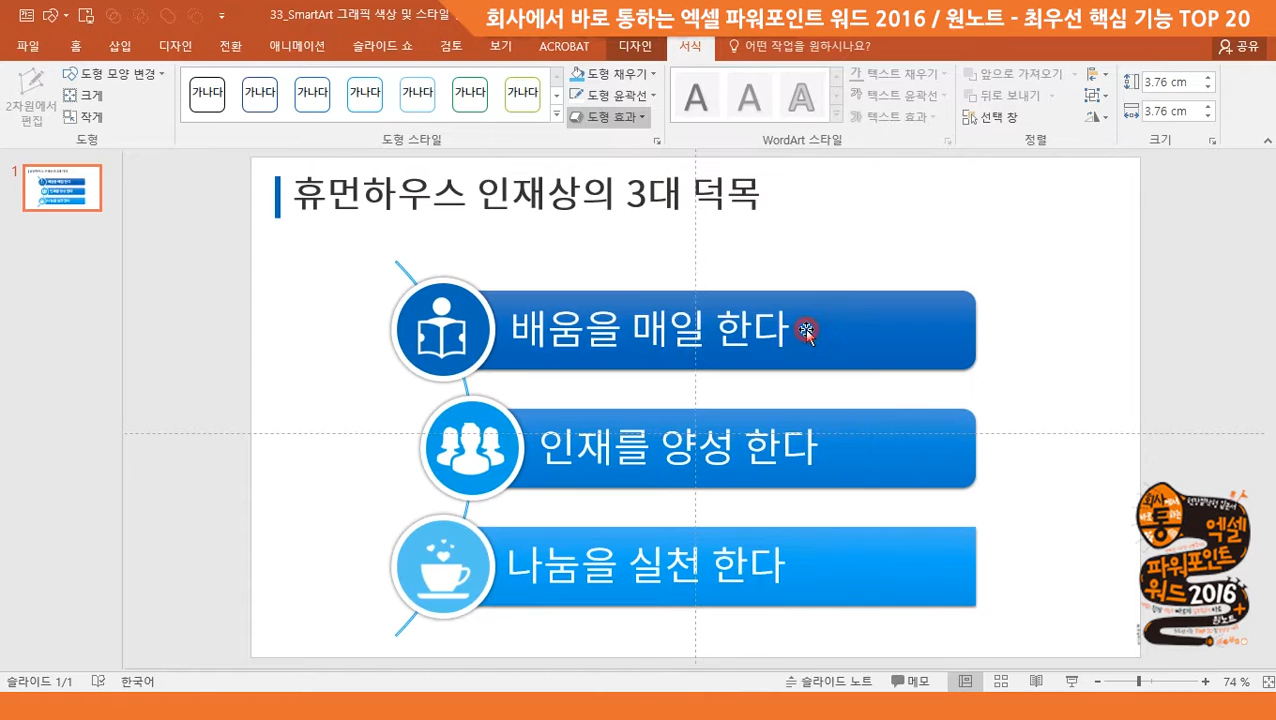 33_SmartArt 그래픽 색상 및 스타일
회사에서 바로 통하는 엑셀 파워포인트 워드 2016 / 원노트 - 최우선 핵심 기능 TOP 20
파일 홈 삽입 디자인 전환 애니메이션 슬라이드 쇼 검토 보기 ACROBAT 디자인 서식 어떤 작업을 원하시나요? 공유
2차원에서 편집
도형 모양 변경
크게
작게
도형
가나다 가나다 가나다 가나다 가나다 가나다 가나다
도형 채우기
도형 윤곽선
도형 효과
도형 스타일
A A A
텍스트 채우기
텍스트 윤곽선
텍스트 효과
WordArt 스타일
앞으로 가져오기
뒤로 보내기
선택 창
정렬
3.76 cm
3.76 cm
크기
1
휴먼하우스 인재상의 3대 덕목
배움을 매일 한다
인재를 양성 한다
나눔을 실천 한다
회사에서
바로
통
하는
엑셀
파워포인트
워드 2016
+
원노트
슬라이드 1/1 한국어 슬라이드 노트 메모 74 %